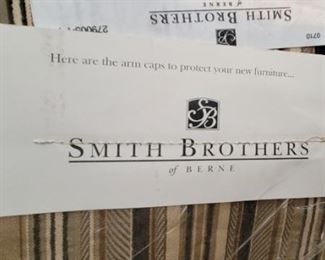 0710
SMITH BROTHERS
of BERNE
Here are the arm caps to protect your new furniture...
SB
SMITH BROTHERS
of BERNE